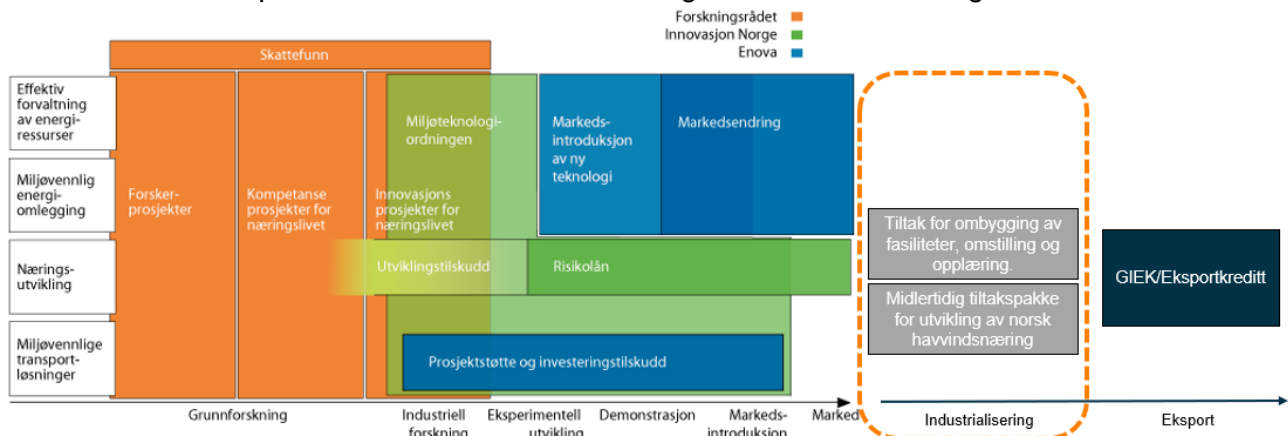 Forskningsrådet
Innovasjon Norge
Enova
Skattefunn
Effektiv
forvaltning
av energi-
ressurser
Miljøvennlig
energi-
omlegging
Nærings-
utvikling
Miljøvennlige
transport-
løsninger
Forsker-
prosjekter
Kompetanse
prosjekter for
næringslivet
Innovasjons
prosjekter for
næringslivet
Miljøteknologi-
ordningen
Markeds-
introduksjon
av ny
teknologi
Markedsendring
Utviklingstilskudd
Risikolån
Prosjektstøtte og investeringstilskudd
Tiltak for ombygging av
fasiliteter, omstilling og
opplæring.
Midlertidig tiltakspakke
for utvikling av norsk
havvindsnæring
GIEK/Eksportkreditt
Grunnforskning
Industriell
forskning
Eksperimentell
utvikling
Demonstrasjon
Markeds-
introduksjon
Marked
Industrialisering
Eksport